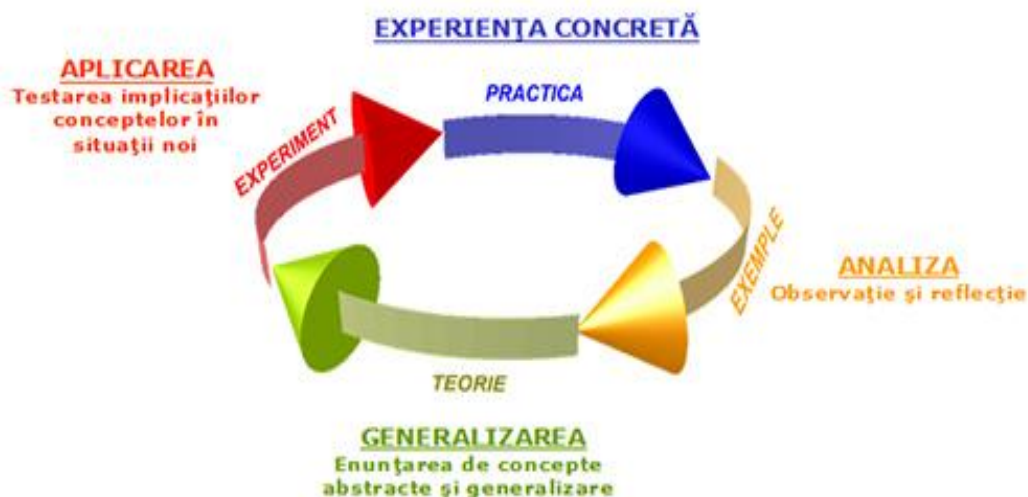 EXPERIENŢA CONCRETĂ
APLICAREA
Testarea implicaţiilor
conceptelor în
situaţii noi
EXPERIMENT
PRACTICA
EXEMPLE
ANALIZA
Observaţie şi reflecţie
TEORIE
GENERALIZAREA
Enunţarea de concepte
abstracte şi generalizare